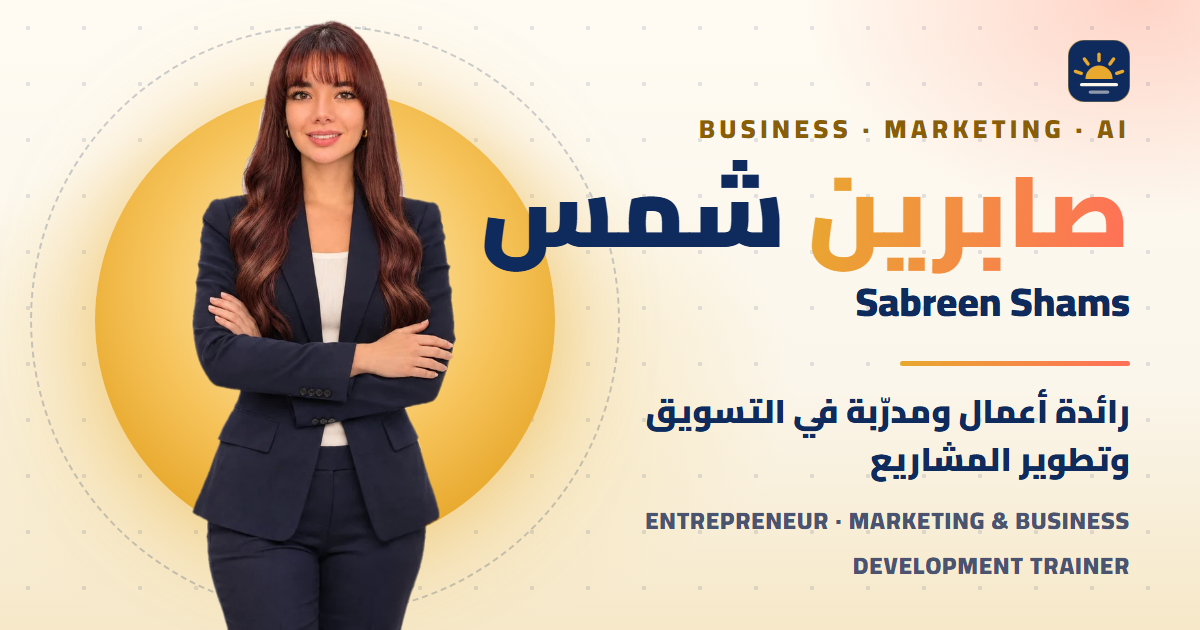 BUSINESS · MARKETING · AI
صابرين شمس
Sabreen Shams
رائدة أعمال ومدرّبة في التسويق
وتطوير المشاريع
ENTREPRENEUR · MARKETING & BUSINESS
DEVELOPMENT TRAINER